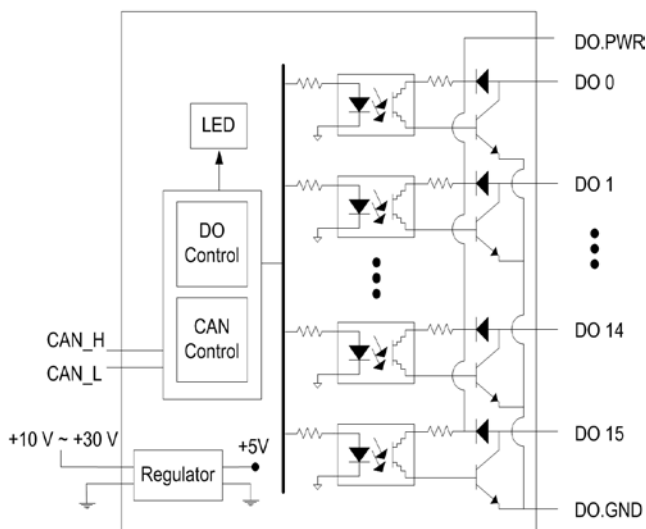 DO.PWR
DO 0
LED
DO 1
DO
Control
CAN
Control
CAN_H
CAN_L
DO 14
+10 V ~ +30 V
+5V
Regulator
DO 15
DO.GND